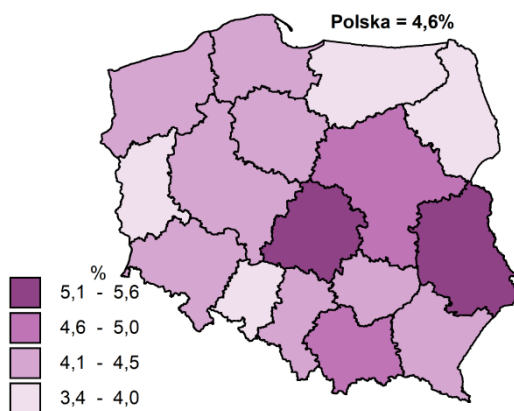 Polska = 4,6%
%
5,1 - 5,6
4,6 - 5,0
4,1 - 4,5
3,4 - 4,0